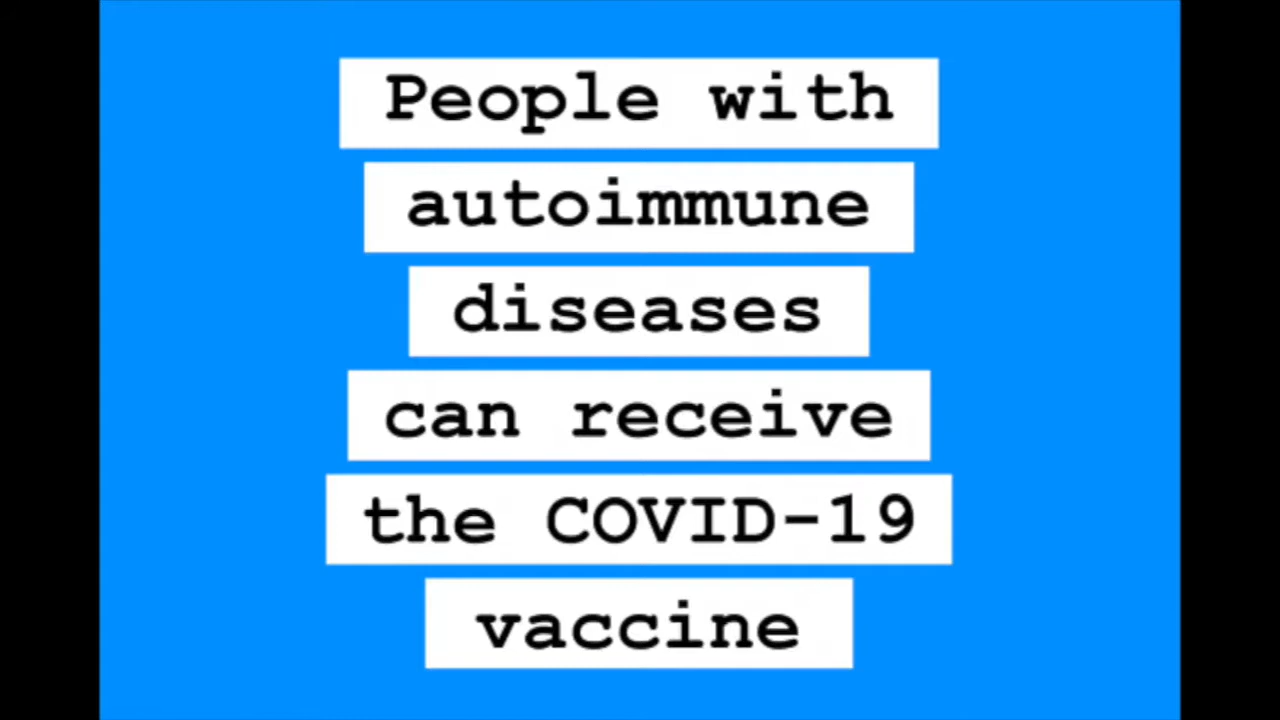 People with
autoimmune
diseases
can receive
the COVID-19
vaccine